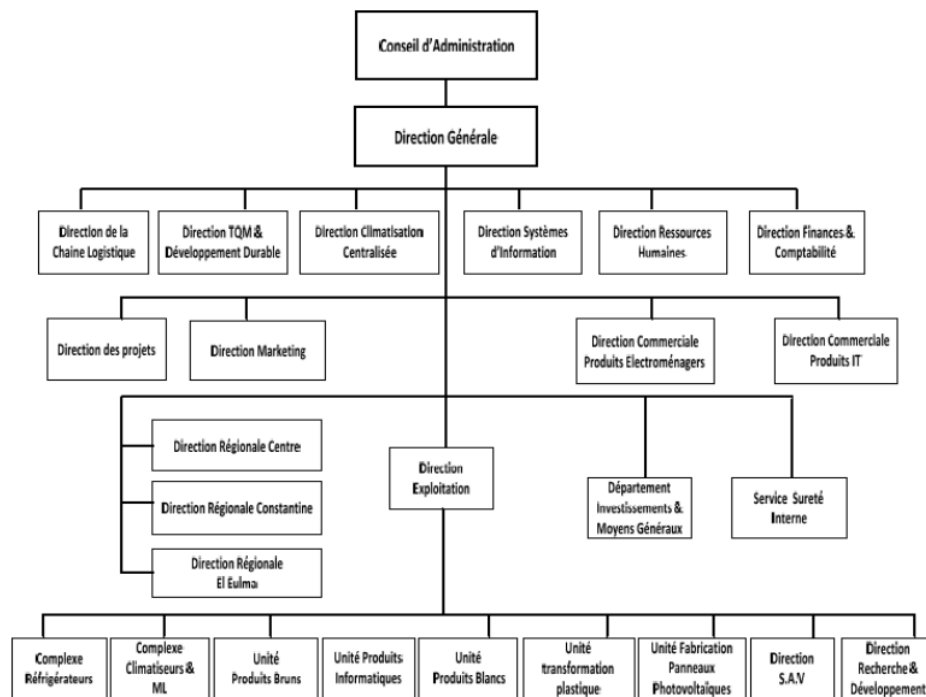 Conseil d'Administration
Direction Générale
Direction de la
Chaine Logistique
Direction TQM &
Développement Durable
Direction Climatisation
Centralisée
Direction Systèmes
d'Information
Direction Ressources
Humaines
Direction Finances &
Comptabilité
Direction des projets
Direction Marketing
Direction Commerciale
Produits Electroménagers
Direction Commerciale
Produits IT
Direction Régionale Centre
Direction Régionale Constantine
Direction Régionale
El Eulma
Direction
Exploitation
Département
Investissements &
Moyens Généraux
Service Sureté
Interne
Complexe
Réfrigérateurs
Complexe
Climatiseurs &
ML
Unité
Produits Bruns
Unité Produits
Informatiques
Unité
Produits Blancs
Unité
transformation
plastique
Unité Fabrication
Panneaux
Photovoltaïques
Direction
S.A.V
Direction
Recherche &
Développement